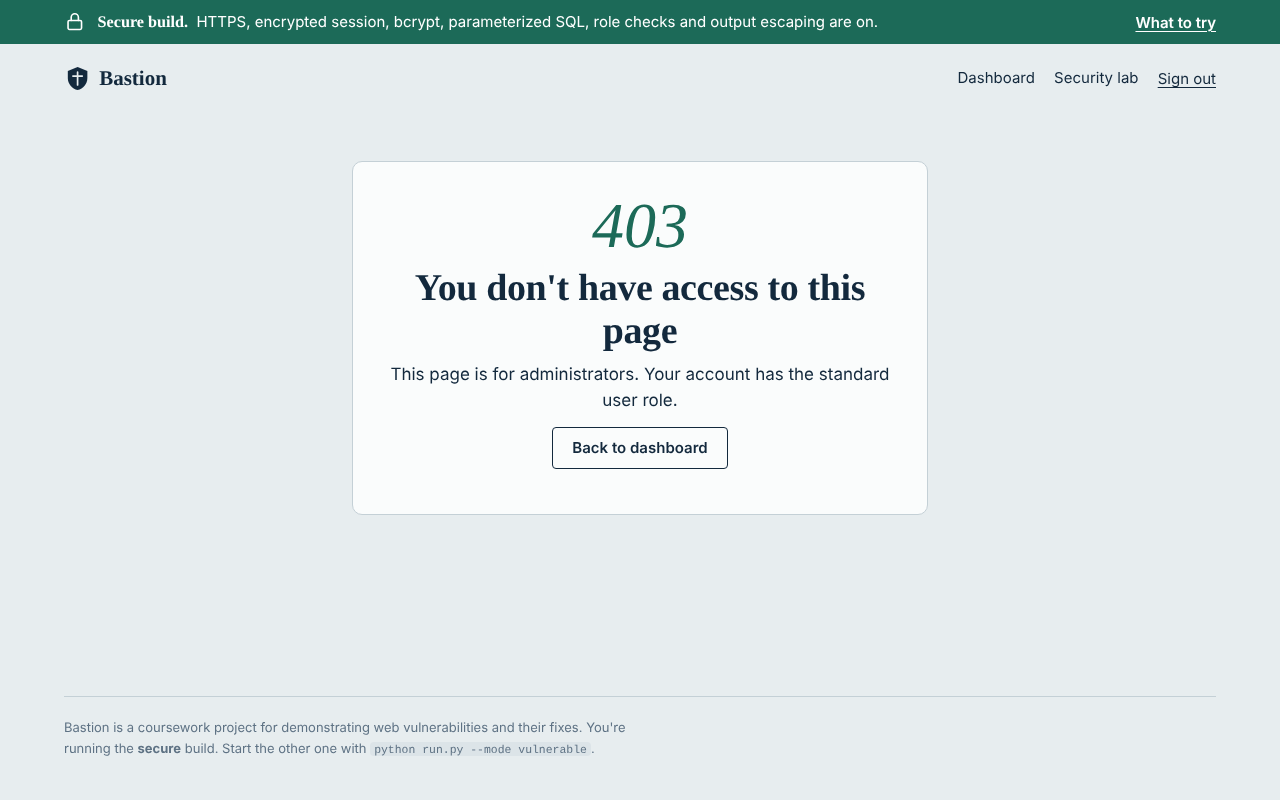 Secure build. HTTPS, encrypted session, bcrypt, parameterized SQL, role checks and output escaping are on.
What to try
Bastion
Dashboard
Security lab
Sign out
403
You don't have access to this
page
This page is for administrators. Your account has the standard
user role.
Back to dashboard
Bastion is a coursework project for demonstrating web vulnerabilities and their fixes. You're
running the secure build. Start the other one with python run.py --mode vulnerable.